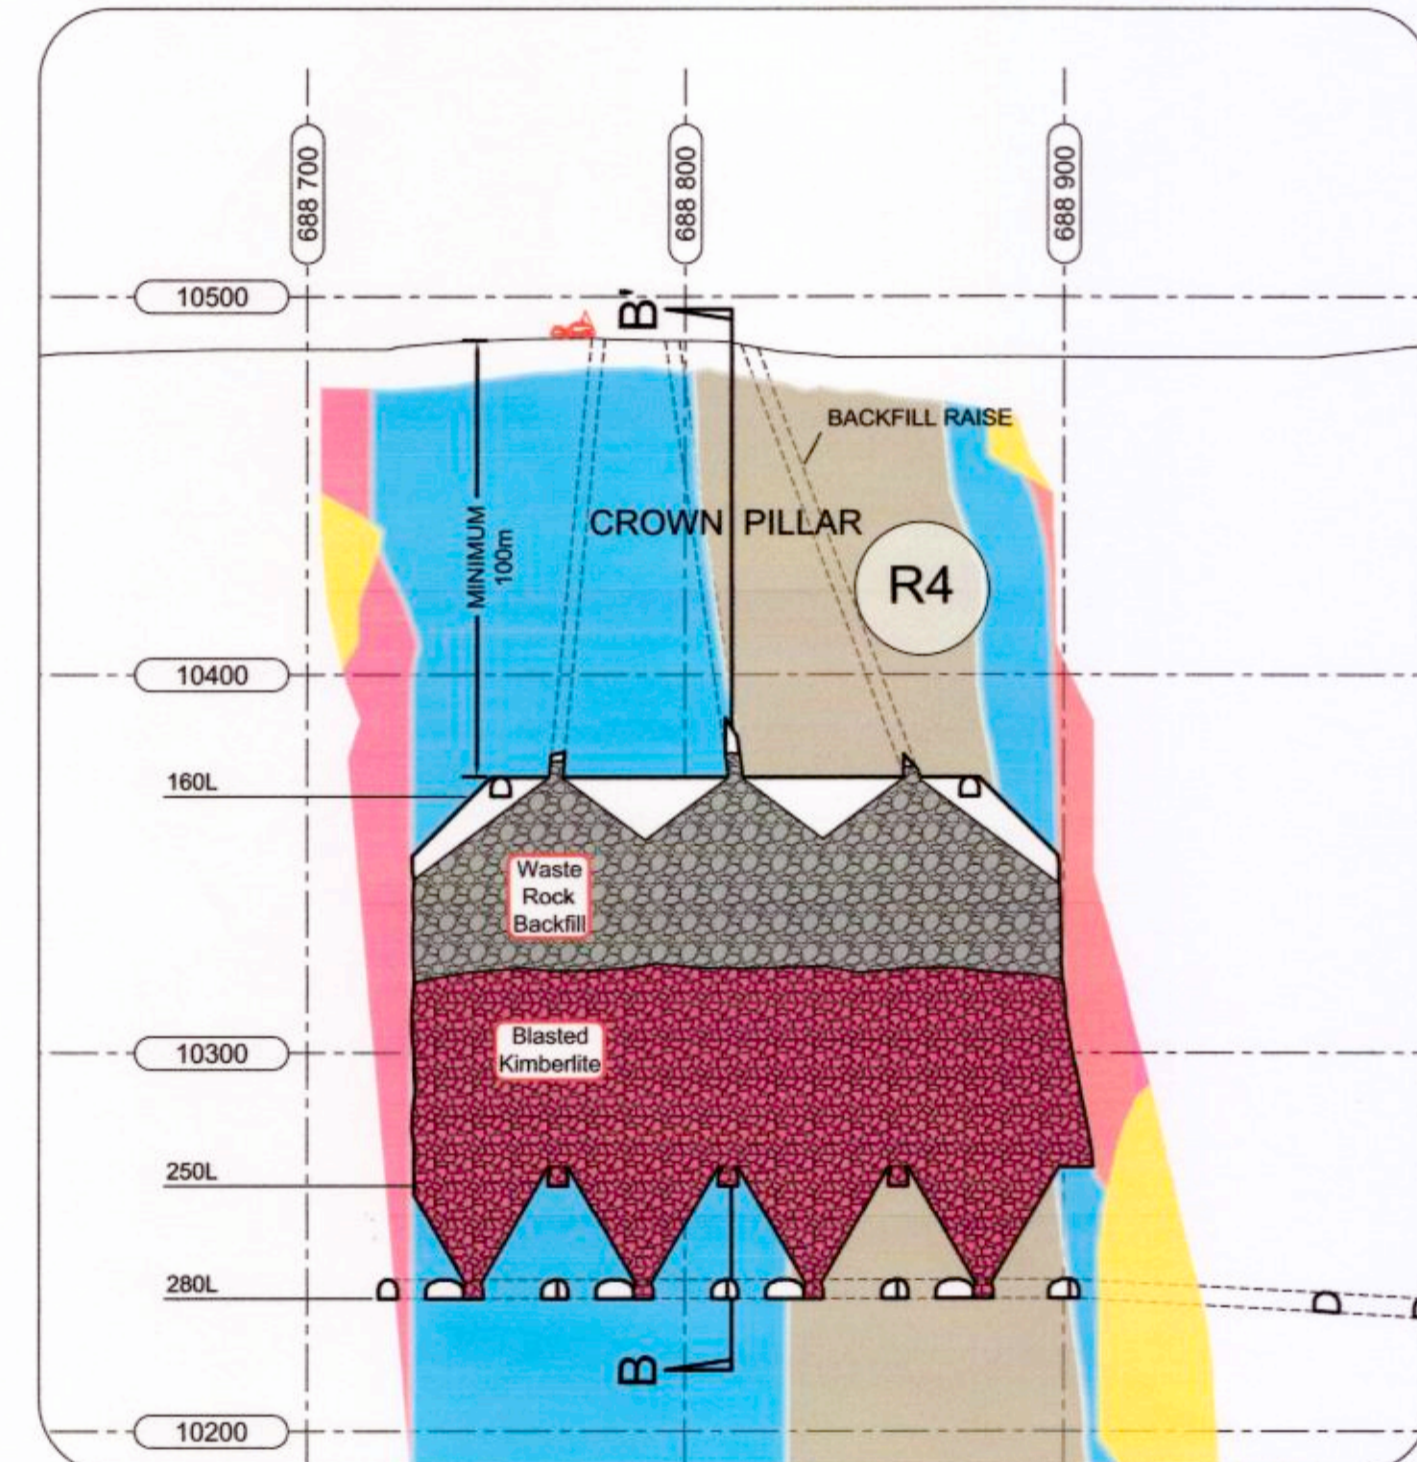 688 700
688 800
688 900
10500
B'
BACKFILL RAISE
CROWN PILLAR
MINIMUM
100m
R4
10400
160L
Waste
Rock
Backfill
10300
Blasted
Kimberlite
250L
280L
B
10200